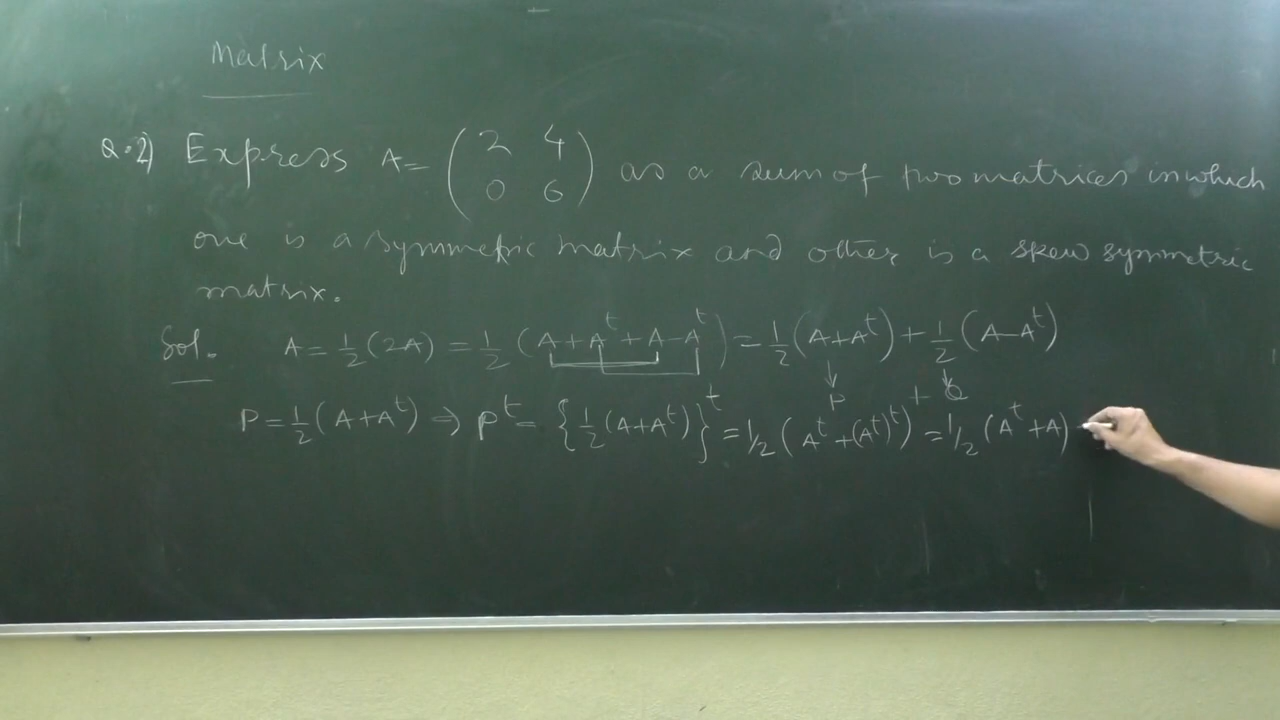 Matrix
Q.2) Express A = ( 2 4 ; 0 6 ) as a sum of two matrices in which
one is a symmetric matrix and other is a skew symmetric
matrix.
Sol. A = 1/2 (2A) = 1/2 (A + A^t + A - A^t) = 1/2 (A + A^t) + 1/2 (A - A^t)
↓ P + ↓ Q
P = 1/2 (A + A^t) ⇒ P^t = {1/2 (A + A^t)}^t = 1/2 (A^t + (A^t)^t) = 1/2 (A^t + A)